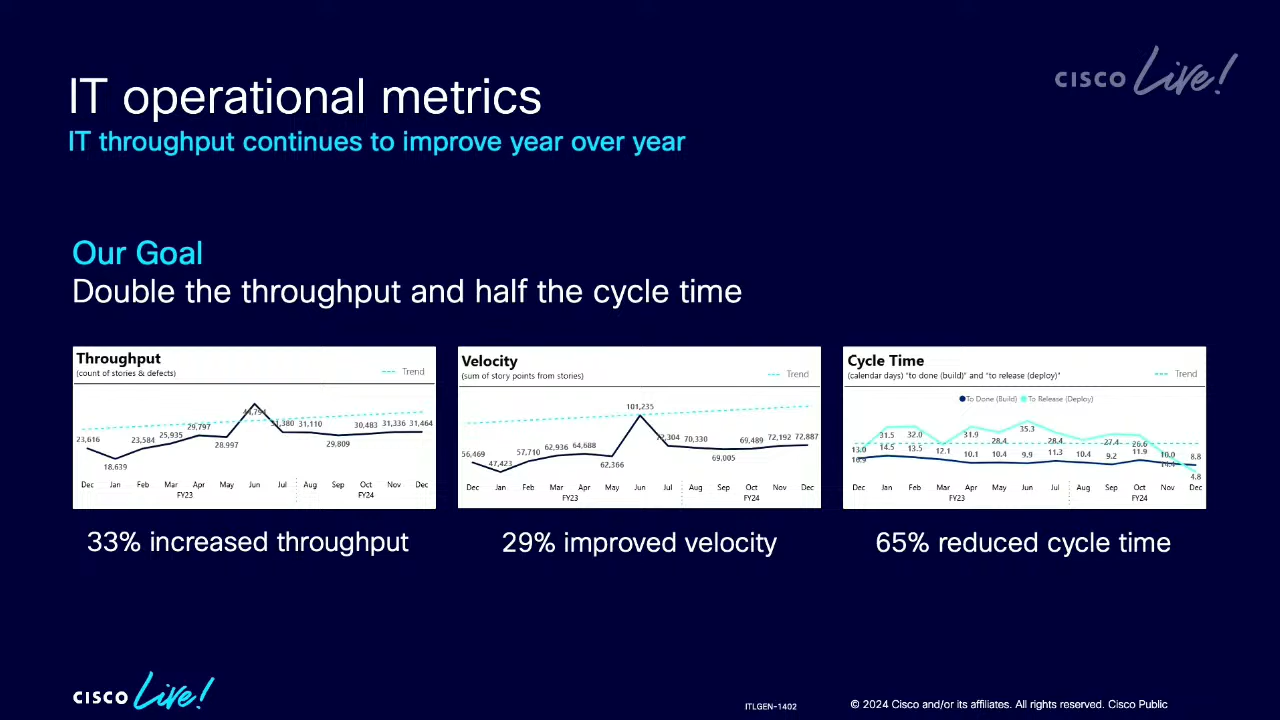 CISCO Live!
IT operational metrics
IT throughput continues to improve year over year
Our Goal
Double the throughput and half the cycle time
Throughput
(count of stories & defects)
Trend
44,794
23,616 18,639 23,584 25,935 29,797 28,997 31,380 31,110 29,809 30,483 31,336 31,464
Dec Jan Feb Mar Apr May Jun Jul Aug Sep Oct Nov Dec
FY23 FY24
33% increased throughput
Velocity
(sum of story points from stories)
Trend
101,235
56,469 47,423 57,710 62,936 64,688 62,366 72,304 70,330 69,005 69,489 72,192 72,887
Dec Jan Feb Mar Apr May Jun Jul Aug Sep Oct Nov Dec
FY23 FY24
29% improved velocity
Cycle Time
(calendar days) "to done (build)" and "to release (deploy)"
Trend
To Done (Build) To Release (Deploy)
31.5 32.0 31.9 28.4 35.3 28.4 27.4 26.6
13.0 14.5 13.5 12.1 10.1 10.4 9.9 11.3 10.4 9.2 11.9 10.0 8.8
16.9 14.4 4.8
Dec Jan Feb Mar Apr May Jun Jul Aug Sep Oct Nov Dec
FY23 FY24
65% reduced cycle time
CISCO Live!
ITLGEN-1402
© 2024 Cisco and/or its affiliates. All rights reserved. Cisco Public